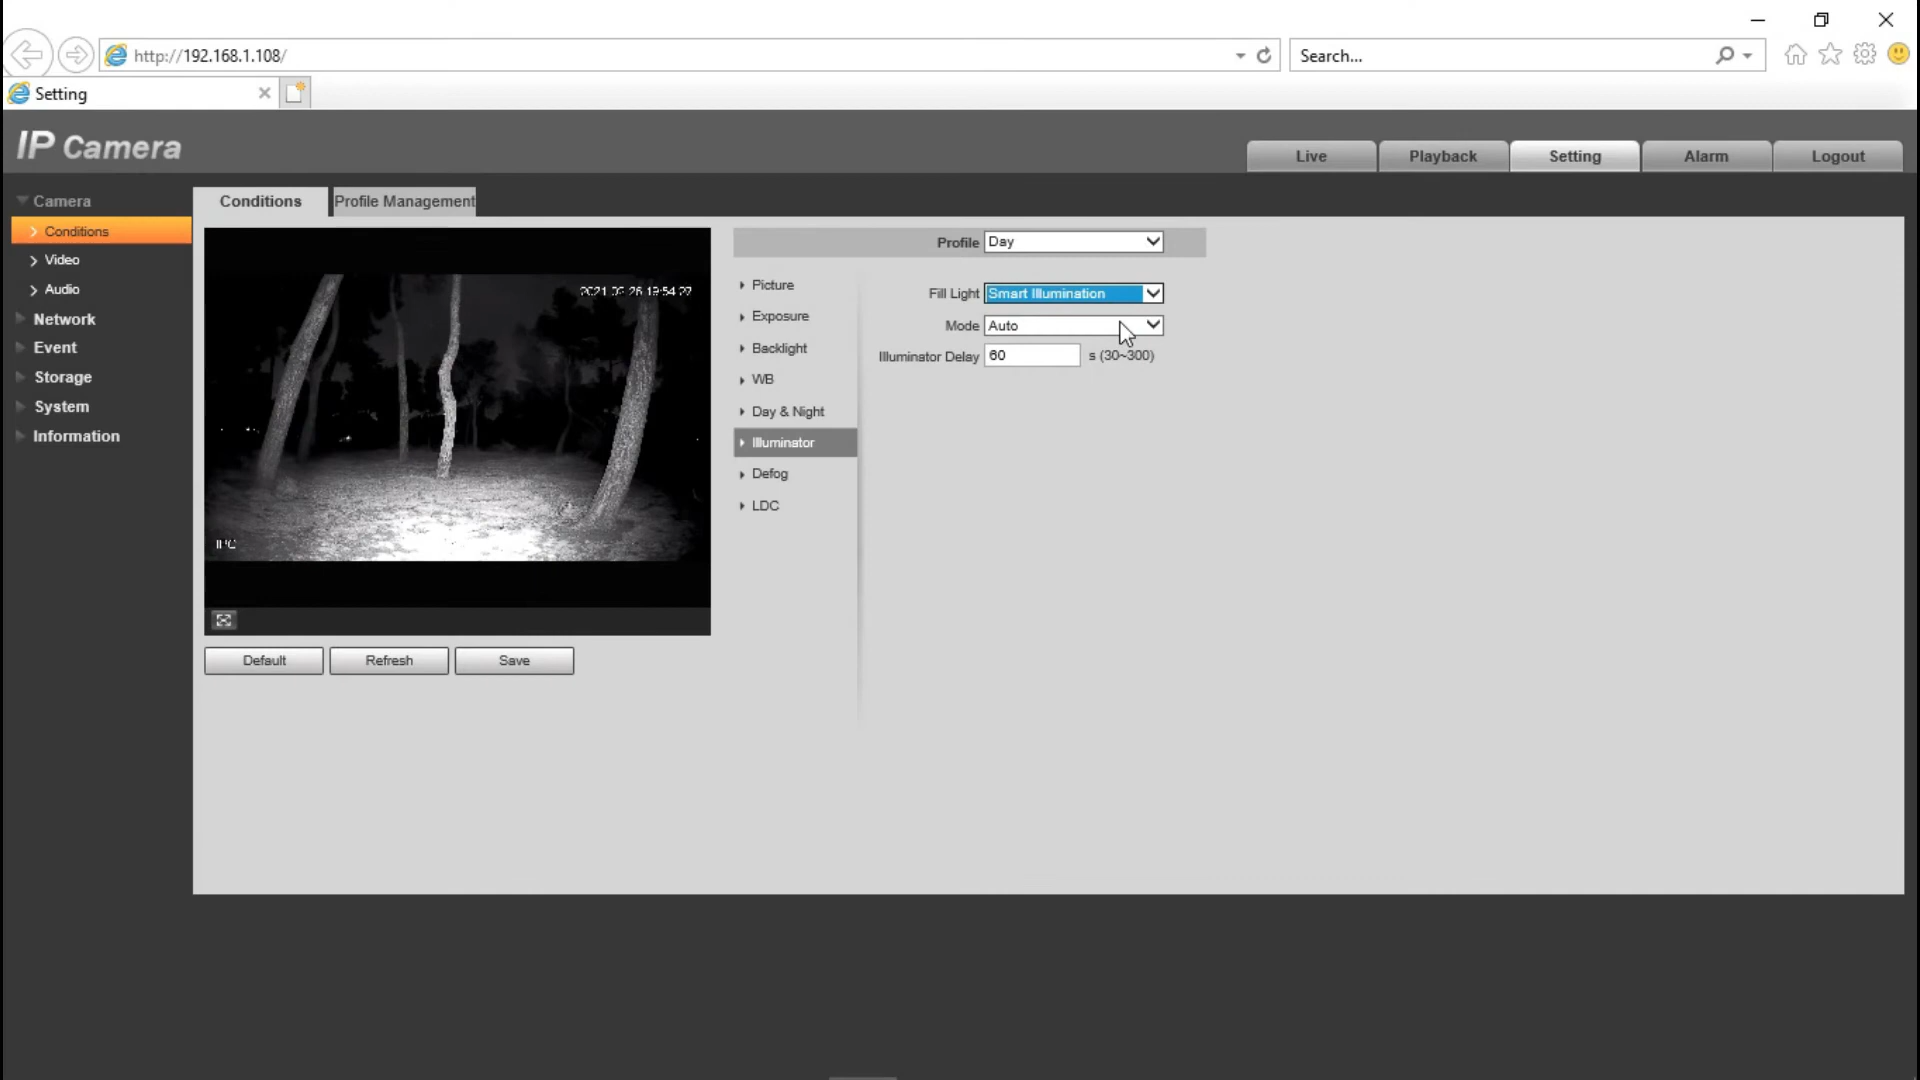 http://192.168.1.108/
Search...
Setting
IP Camera
Live
Playback
Setting
Alarm
Logout
Camera
Conditions
Video
Audio
Network
Event
Storage
System
Information
Conditions
Profile Management
IPC
Default
Refresh
Save
Profile Day
Picture
Exposure
Backlight
WB
Day & Night
Illuminator
Defog
LDC
Fill Light Smart Illumination
Mode Auto
Illuminator Delay 60 s (30~300)